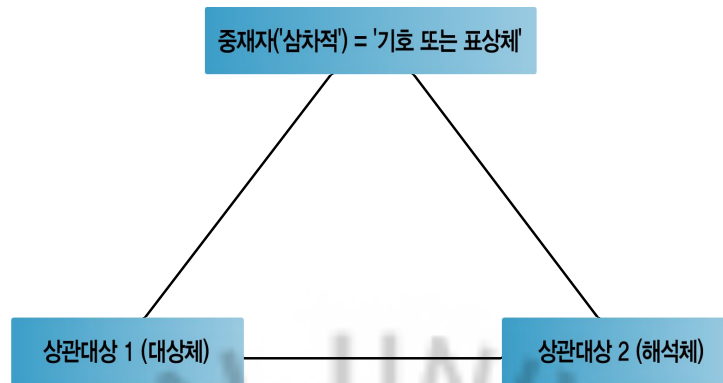 중재자('삼차적') = '기호 또는 표상체'
상관대상 1 (대상체)
상관대상 2 (해석체)